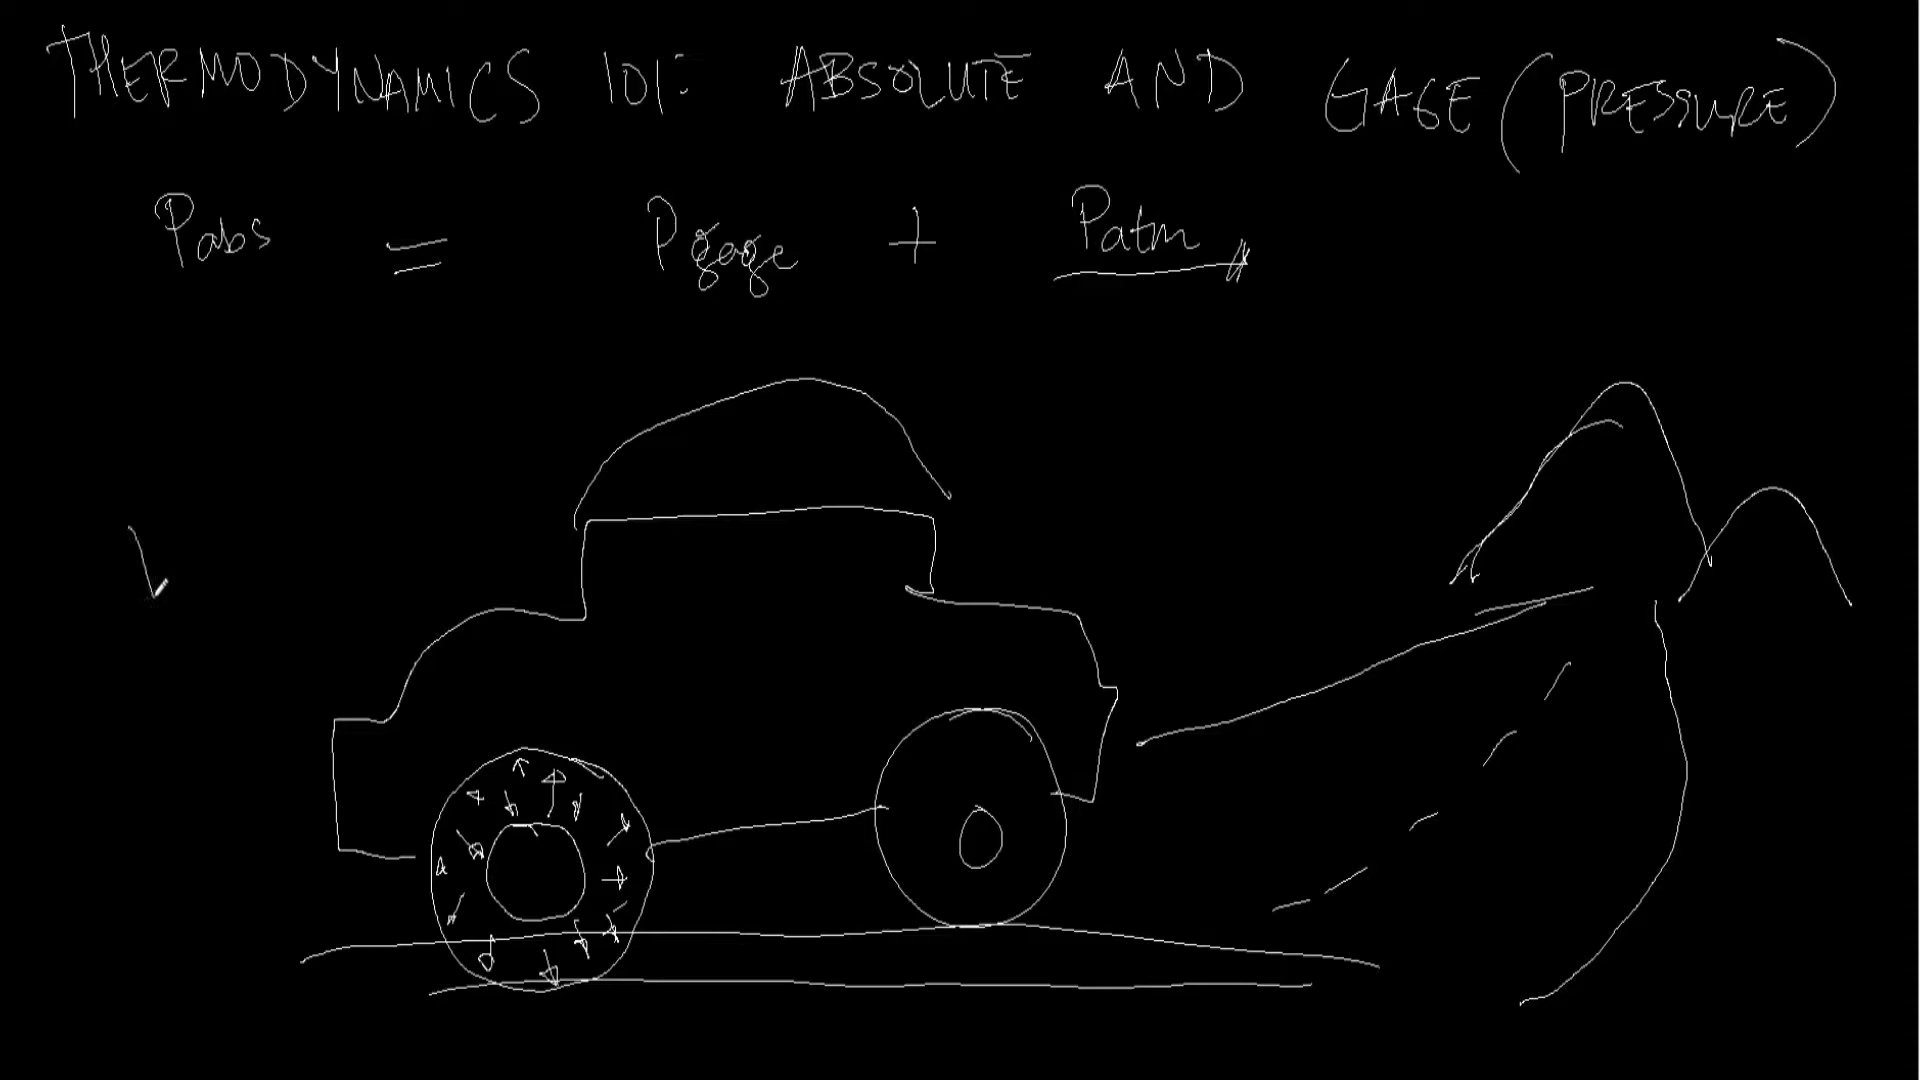 THERMODYNAMICS 101: ABSOLUTE AND GAGE (PRESSURE)
Pabs = Pgage + Patm